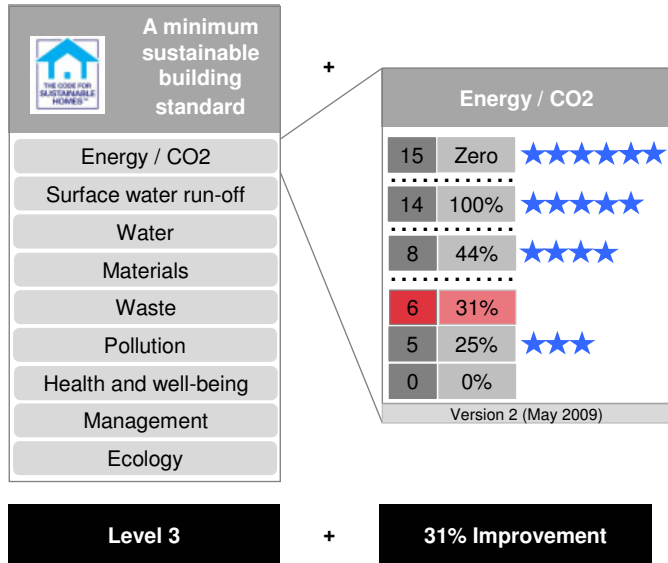 A minimum
sustainable
building
standard
THE CODE FOR
SUSTAINABLE
HOMES™
Energy / CO2
Surface water run-off
Water
Materials
Waste
Pollution
Health and well-being
Management
Ecology
+
Energy / CO2
15 Zero
14 100%
8 44%
6 31%
5 25%
0 0%
Version 2 (May 2009)
Level 3 + 31% Improvement